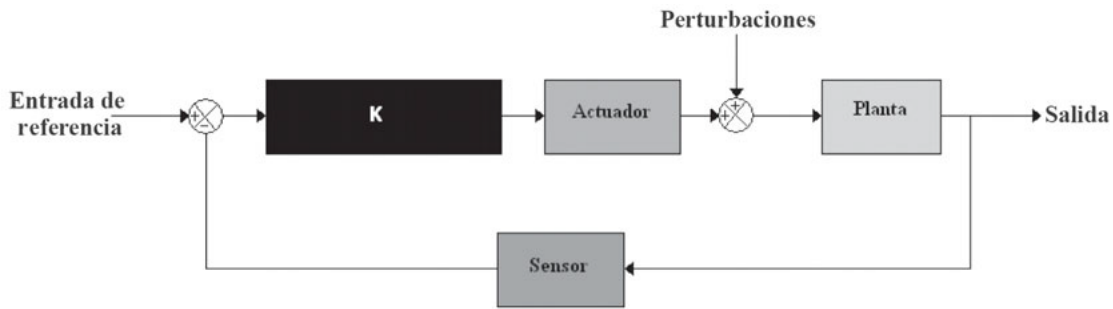 Perturbaciones
Entrada de
referencia
K
Actuador
Planta
Salida
Sensor